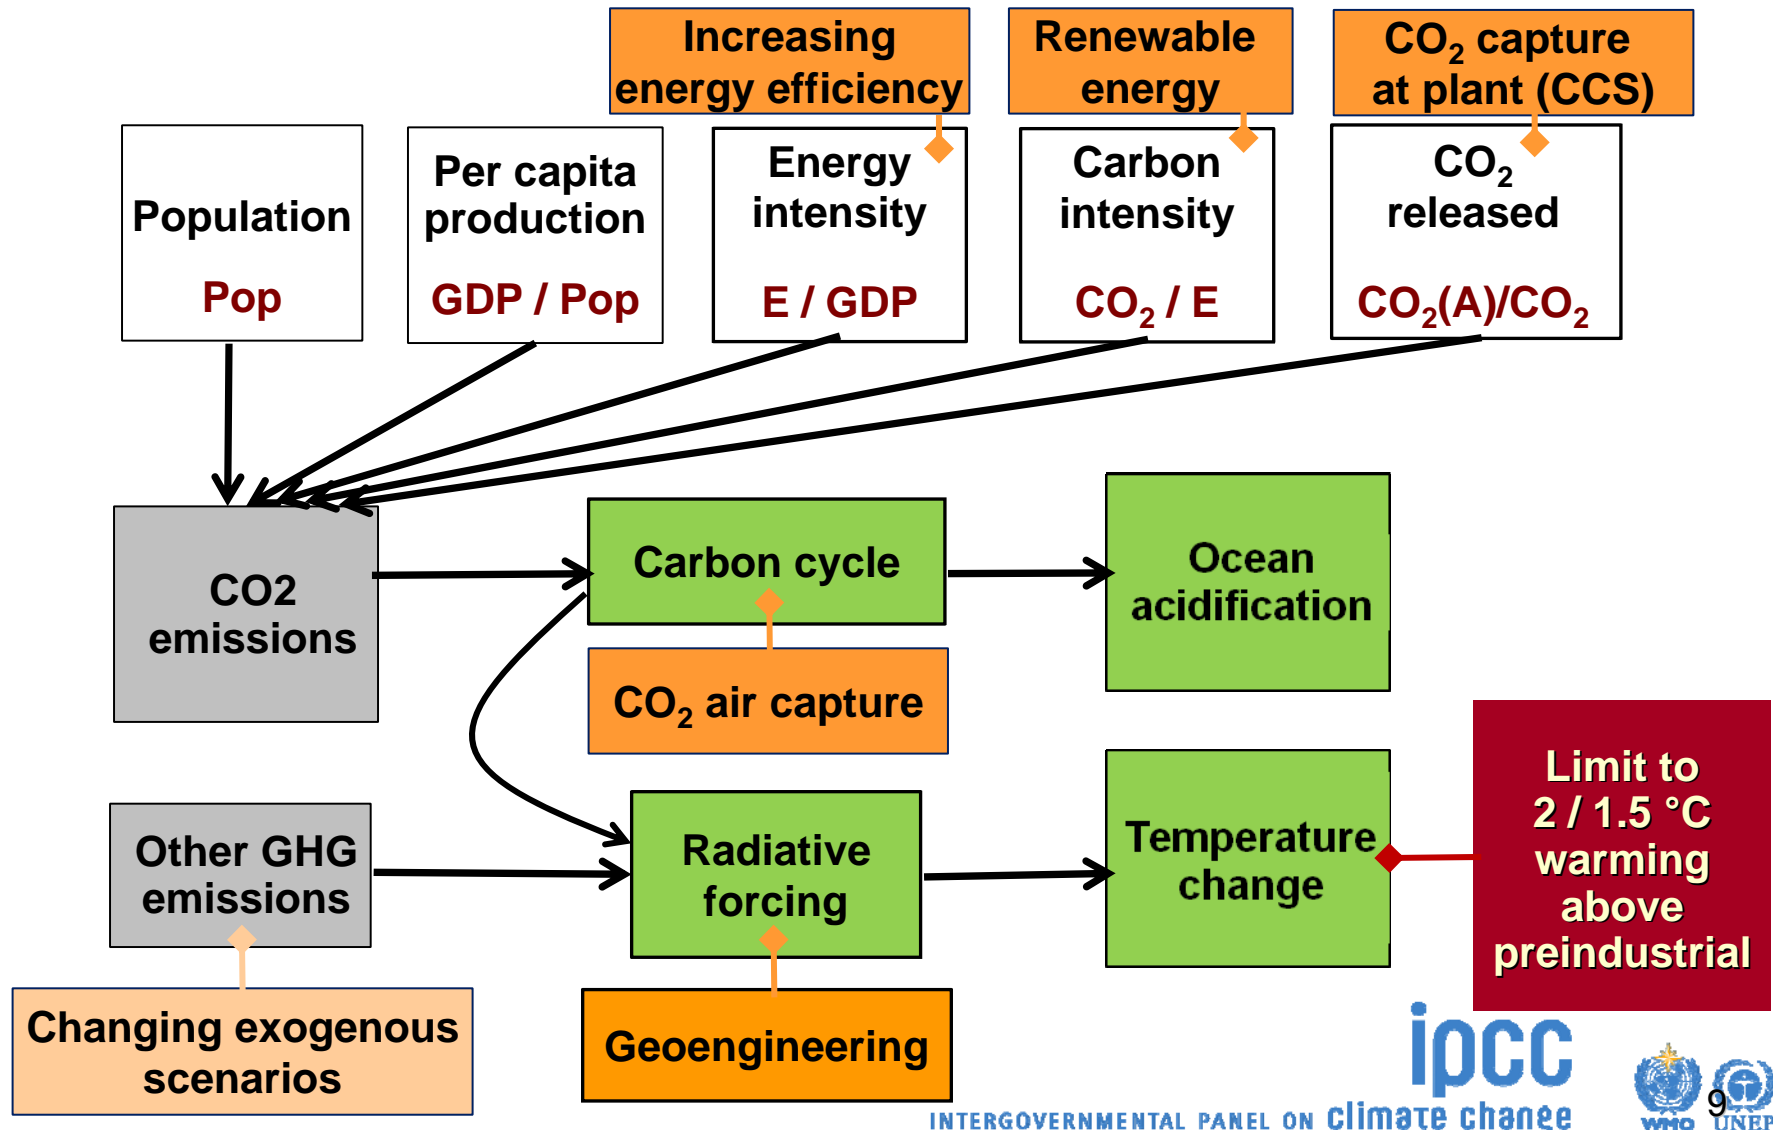 Increasing
energy efficiency
Renewable
energy
CO₂ capture
at plant (CCS)
Population
Pop
Per capita
production
GDP / Pop
Energy
intensity
E / GDP
Carbon
intensity
CO₂ / E
CO₂
released
CO₂(A)/CO₂
CO2
emissions
Carbon cycle
Ocean
acidification
CO₂ air capture
Other GHG
emissions
Radiative
forcing
Temperature
change
Limit to
2 / 1.5 °C
warming
above
preindustrial
Changing exogenous
scenarios
Geoengineering
ipcc
INTERGOVERNMENTAL PANEL ON climate change
WMO
UNEP
9